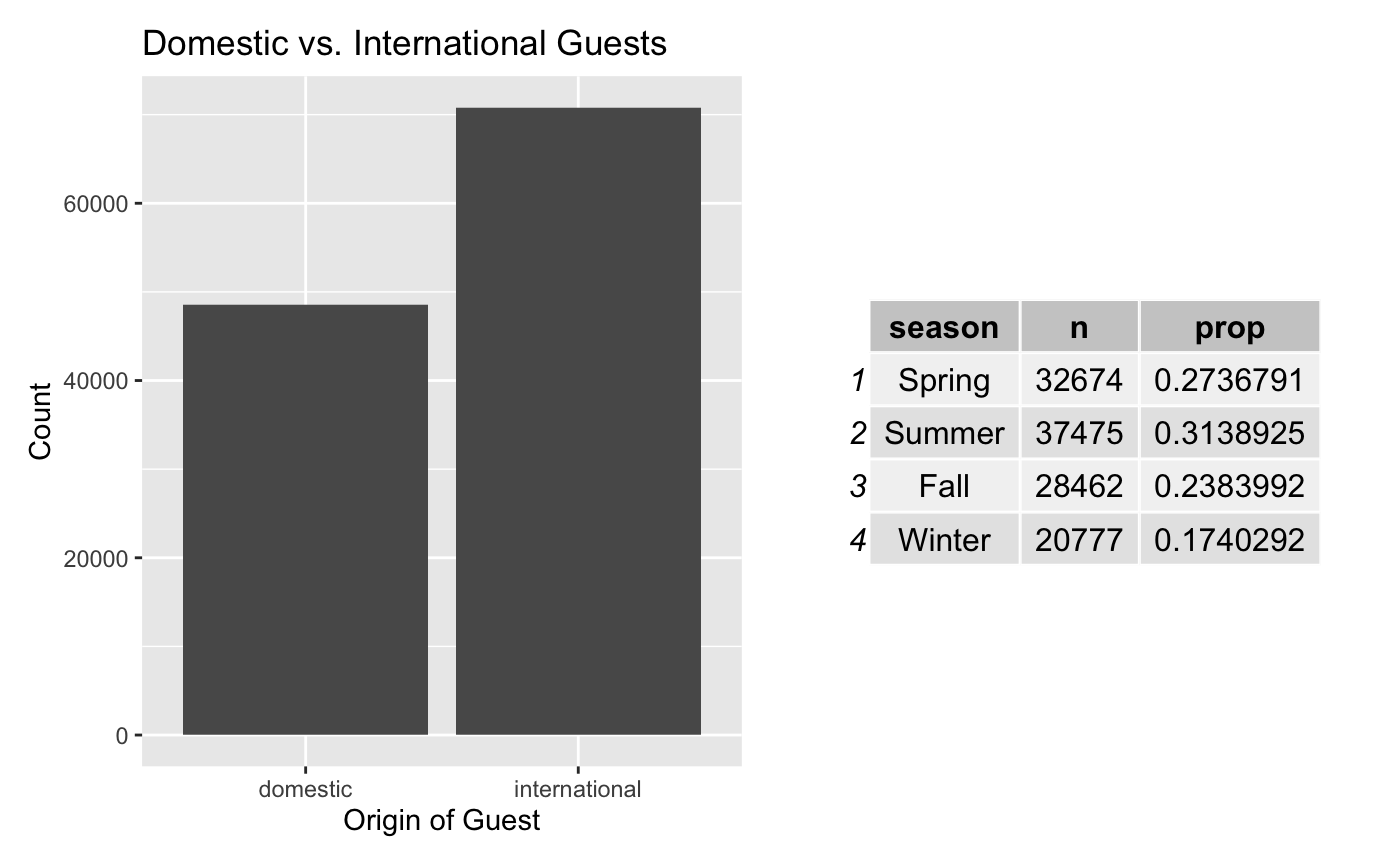 Domestic vs. International Guests
60000
40000
20000
0
Count
domestic international
Origin of Guest
season n prop
1 Spring 32674 0.2736791
2 Summer 37475 0.3138925
3 Fall 28462 0.2383992
4 Winter 20777 0.1740292